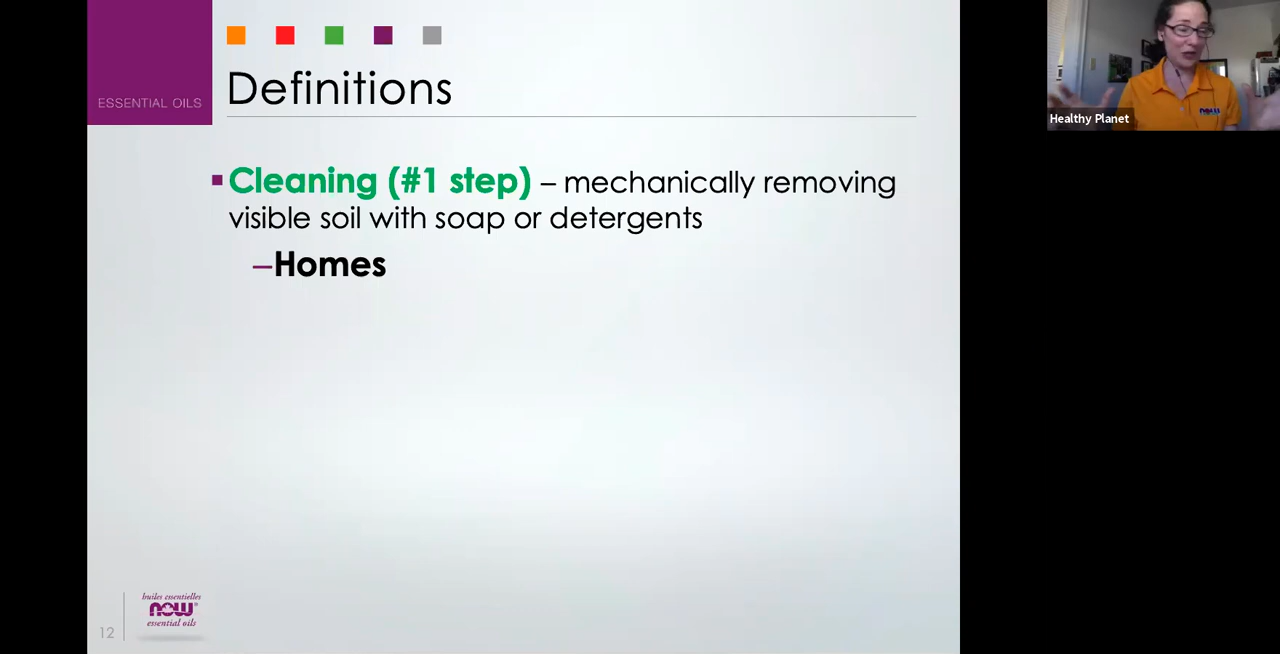 ESSENTIAL OILS
Definitions
Cleaning (#1 step) – mechanically removing
visible soil with soap or detergents
–Homes
12
huiles essentielles
now®
essential oils
now
Healthy Planet